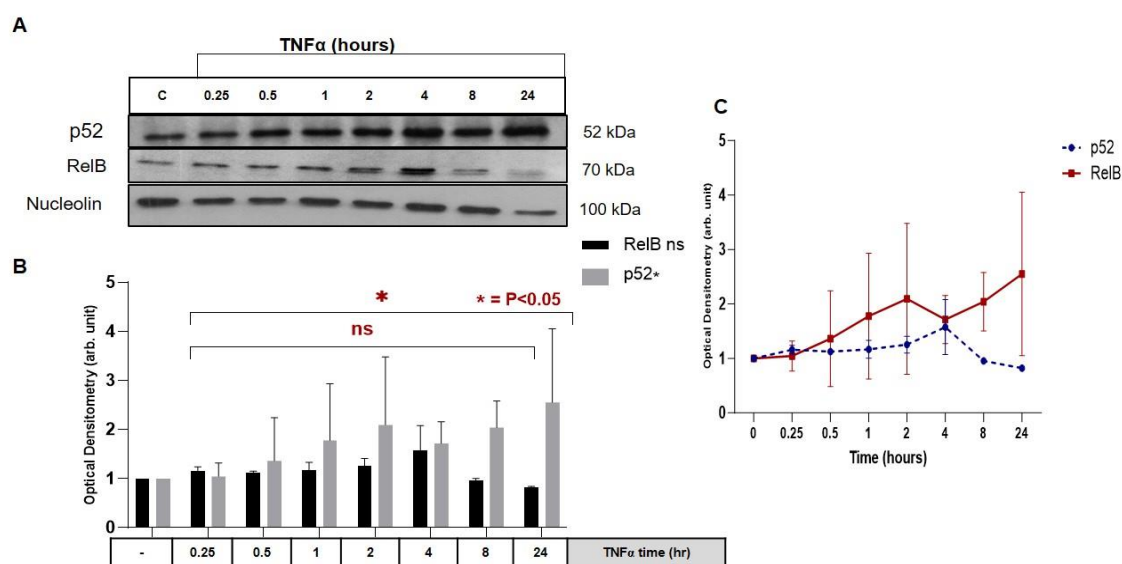 A
TNFα (hours)
C 0.25 0.5 1 2 4 8 24
p52 52 kDa
RelB 70 kDa
Nucleolin 100 kDa
RelB ns
p52*
B
Optical Densitometry (arb. unit)
5
4
3
2
1
0
* * = P<0.05
ns
- 0.25 0.5 1 2 4 8 24 TNFα time (hr)
C
p52
RelB
Optical Densitometry (arb. unit)
5
4
3
2
1
0
0 0.25 0.5 1 2 4 8 24
Time (hours)